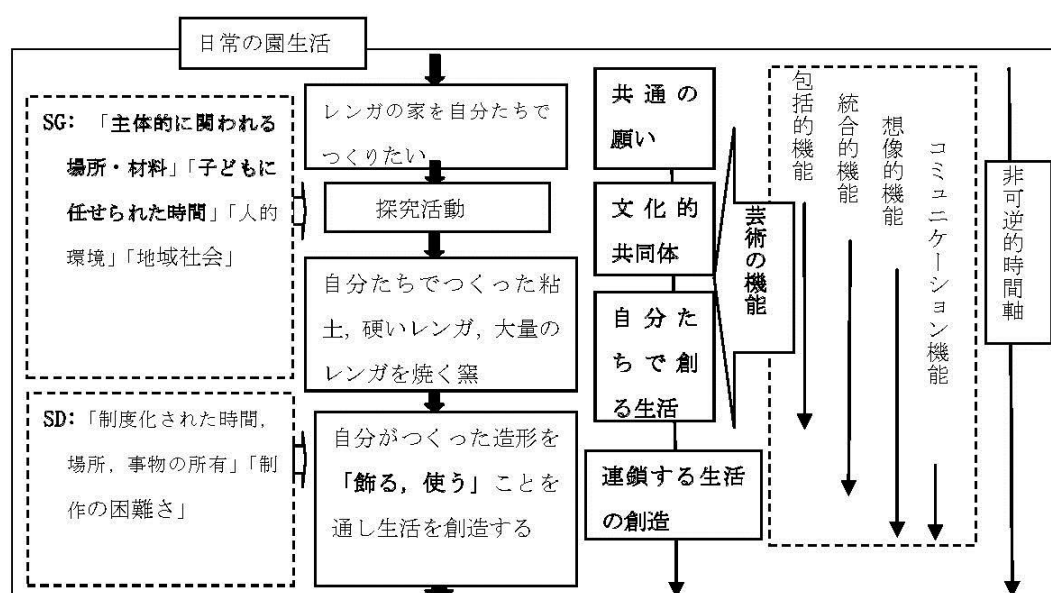 日常の園生活
SG：「主体的に関われる
場所・材料」「子どもに
任せられた時間」「人的
環境」「地域社会」
SD：「制度化された時間，
場所，事物の所有」「制
作の困難さ」
レンガの家を自分たちで
つくりたい
探究活動
自分たちでつくった粘
土，硬いレンガ，大量の
レンガを焼く窯
自分がつくった造形を
「飾る，使う」ことを
通し生活を創造する
共通の
願い
文化的
共同体
自分た
ちで創
る生活
連鎖する生活
の創造
芸術の機能
包括的機能
統合的機能
想像的機能
コミュニケーション機能
非可逆的時間軸